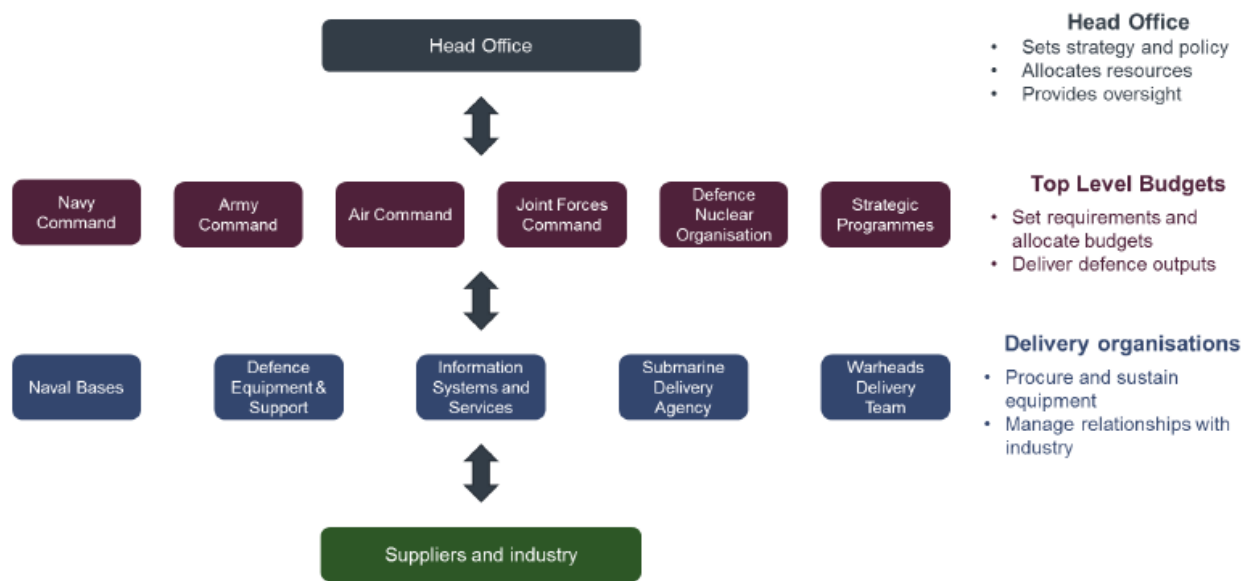 Head Office
Head Office
• Sets strategy and policy
• Allocates resources
• Provides oversight
Navy
Command
Army
Command
Air Command
Joint Forces
Command
Defence
Nuclear
Organisation
Strategic
Programmes
Top Level Budgets
• Set requirements and
allocate budgets
• Deliver defence outputs
Naval Bases
Defence
Equipment &
Support
Information
Systems and
Services
Submarine
Delivery
Agency
Warheads
Delivery
Team
Delivery organisations
• Procure and sustain
equipment
• Manage relationships with
industry
Suppliers and industry